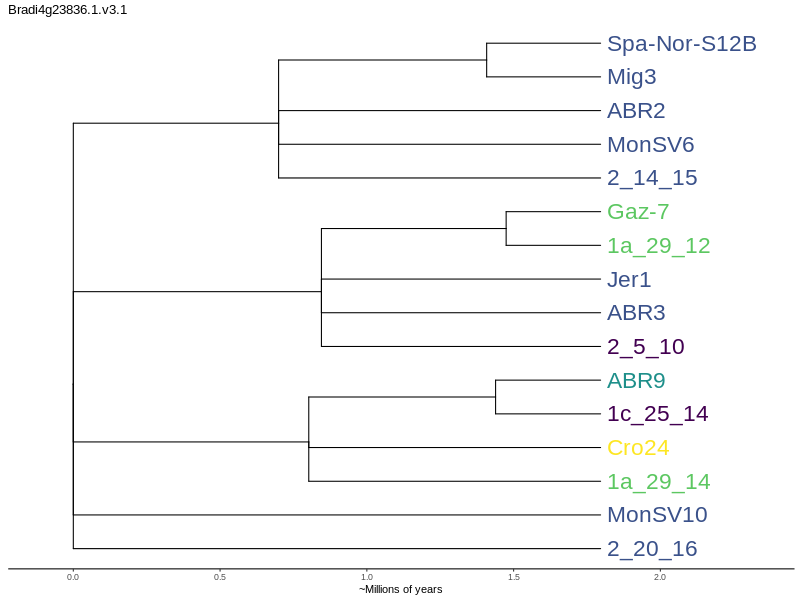 Bradi4g23836.1.v3.1
Spa-Nor-S12B
Mig3
ABR2
MonSV6
2_14_15
Gaz-7
1a_29_12
Jer1
ABR3
2_5_10
ABR9
1c_25_14
Cro24
1a_29_14
MonSV10
2_20_16
0.0 0.5 1.0 1.5 2.0
~Millions of years